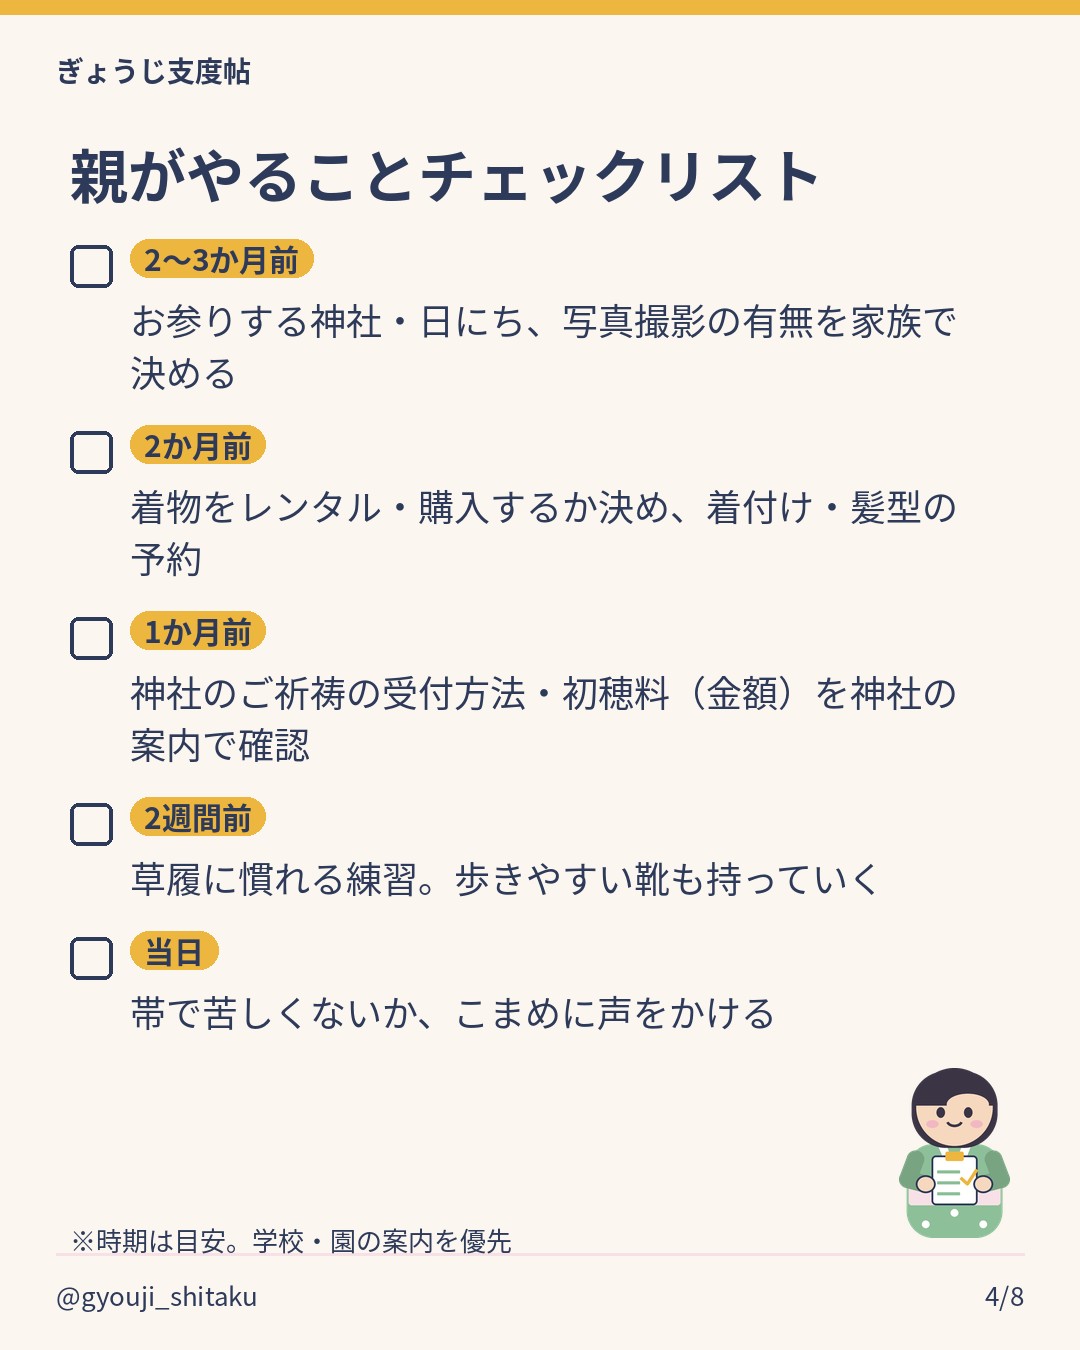 ぎょうじ支度帖
親がやることチェックリスト
2〜3か月前
お参りする神社・日にち、写真撮影の有無を家族で
決める
2か月前
着物をレンタル・購入するか決め、着付け・髪型の
予約
1か月前
神社のご祈祷の受付方法・初穂料（金額）を神社の
案内で確認
2週間前
草履に慣れる練習。歩きやすい靴も持っていく
当日
帯で苦しくないか、こまめに声をかける
※時期は目安。学校・園の案内を優先
@gyouji_shitaku
4/8